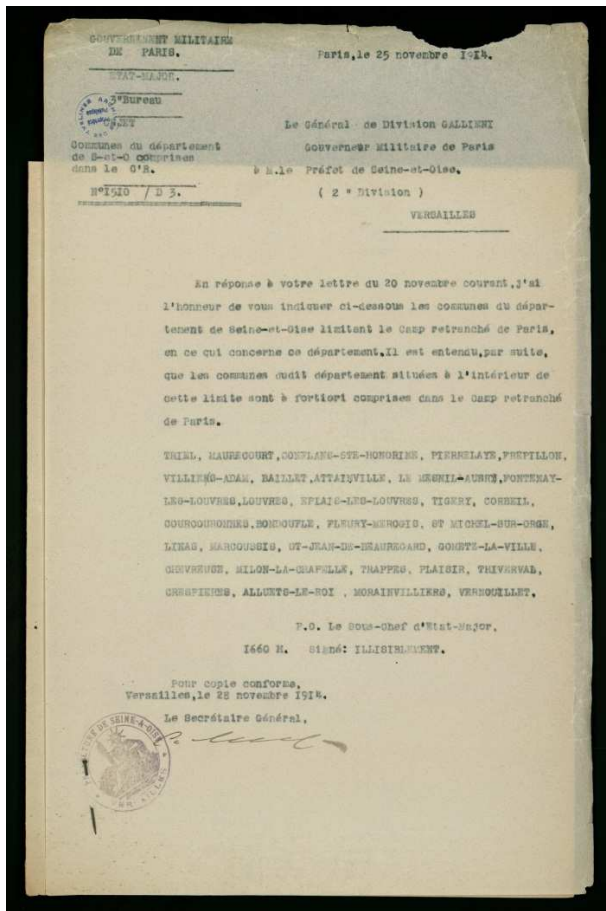 GOUVERNEMENT MILITAIRE
DE PARIS.
Paris,le 25 novembre 1914.
ETAT-MAJOR.
3°Bureau
OBJET
Le Général de Division GALLIENI
Communes du département
Gouverneur Militaire de Paris
de S-et-O comprises
dans le C'R.
à M.le Préfet de Seine-et-Oise.
N°1510 / D 3.
( 2 ° Division )
VERSAILLES
En réponse à votre lettre du 20 novembre courant,j'ai
l'honneur de vous indiquer ci-dessous les communes du dépar-
tement de Seine-et-Oise limitant le Camp retranché de Paris,
en ce qui concerne ce département.Il est entendu,par suite,
que les communes dudit département situées à l'intérieur de
cette limite sont à fortiori comprises dans le Camp retranché
de Paris.
TRIEL, MAURECOURT,CONFLANS-STE-HONORINE, PIERRELAYE,FRÉPILLON,
VILLIERS-ADAM, BAILLET,ATTAINVILLE, LE MESNIL-AUBRY,FONTENAY-
LES-LOUVRES,LOUVRES, EPIAIS-LES-LOUVRES, TIGERY, CORBEIL,
COURCOURONNES,BONDOUFLE, FLEURY-MEROGIS, ST MICHEL-SUR-ORGE,
LINAS, MARCOUSSIS, ST-JEAN-DE-BEAUREGARD, GOMETZ-LA-VILLE,
CHEVREUSE, MILON-LA-CHAPELLE, TRAPPES, PLAISIR, THIVERVAL,
CRESPIERES, ALLUETS-LE-ROI , MORAINVILLIERS, VERNOUILLET.
P.O. Le Sous-Chef d'Etat-Major.
1660 M. Signé: ILLISIBLEMENT.
Pour copie conforme,
Versailles,le 28 novembre 1914.
Le Secrétaire Général.
DE SEINE-&-OISE